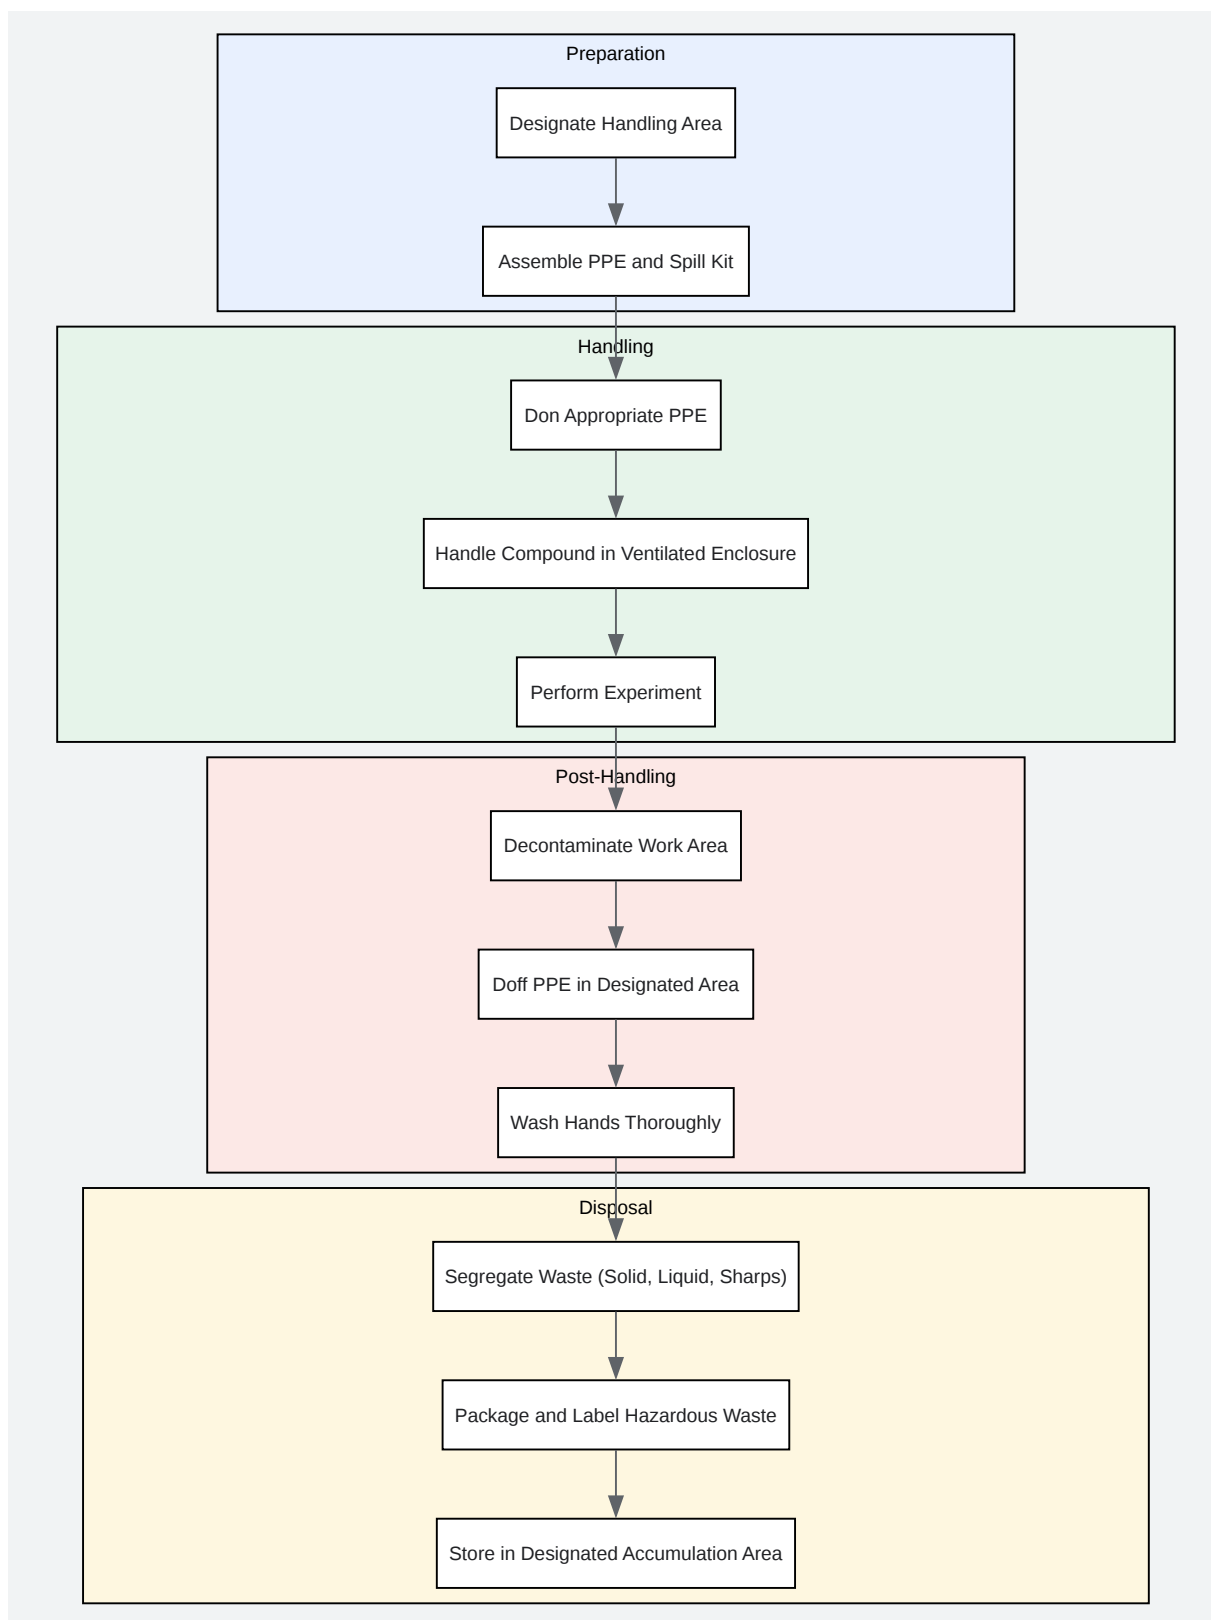 Preparation
Designate Handling Area
Assemble PPE and Spill Kit
Handling
Don Appropriate PPE
Handle Compound in Ventilated Enclosure
Perform Experiment
Post-Handling
Decontaminate Work Area
Doff PPE in Designated Area
Wash Hands Thoroughly
Disposal
Segregate Waste (Solid, Liquid, Sharps)
Package and Label Hazardous Waste
Store in Designated Accumulation Area